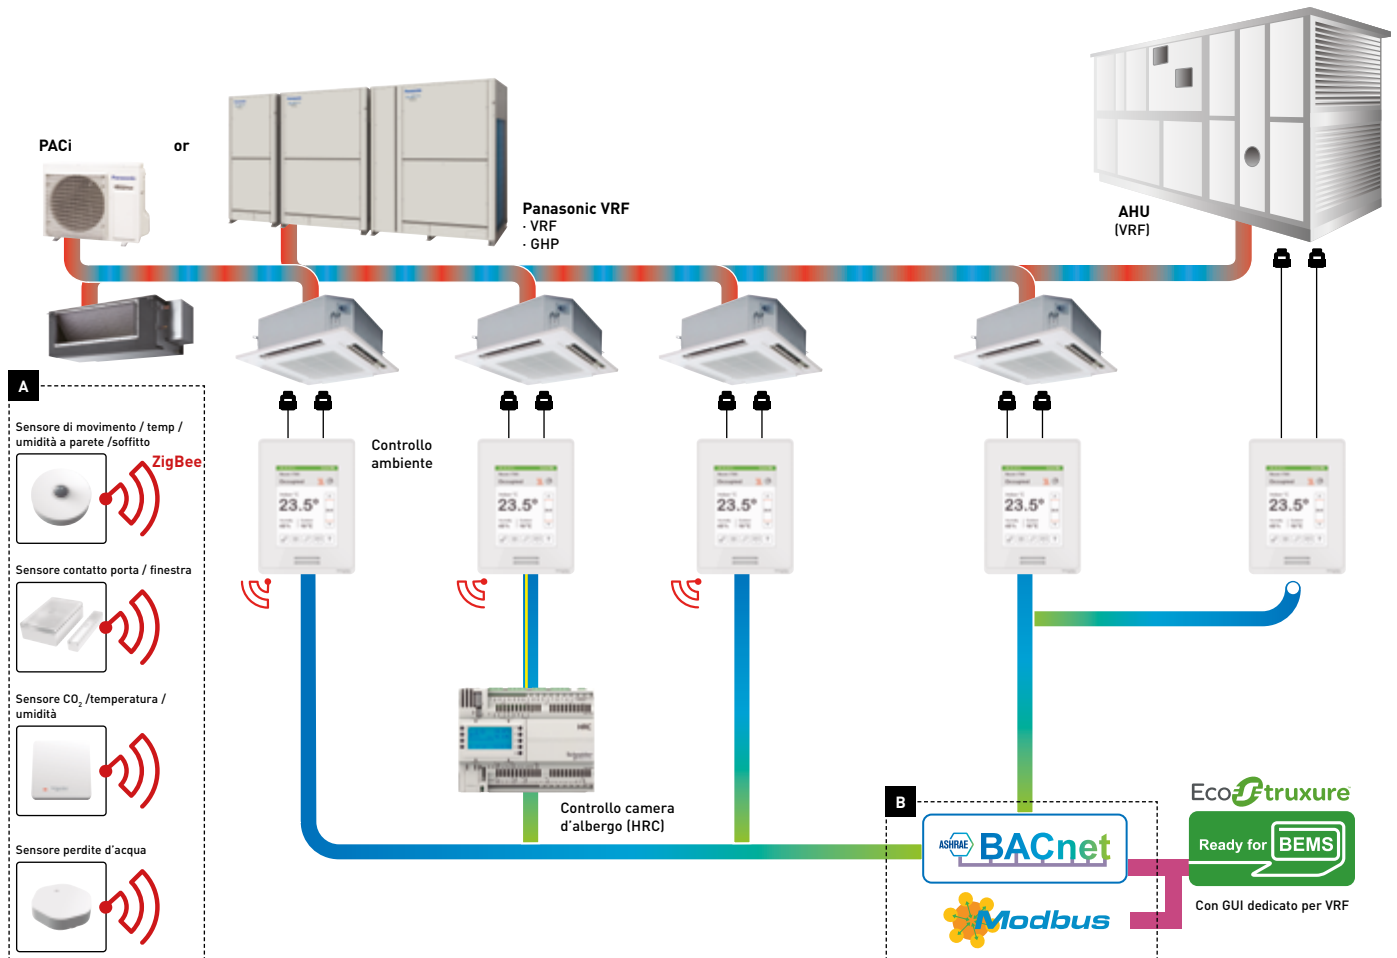 PACi
or
Panasonic VRF
· VRF
· GHP
AHU
(VRF)
A
Sensore di movimento / temp /
umidità a parete /soffitto
ZigBee
Sensore contatto porta / finestra
Sensore CO2 /temperatura /
umidità
Sensore perdite d'acqua
Controllo
ambiente
23.5°
23.5°
23.5°
23.5°
23.5°
HRC
Controllo camera
d'albergo (HRC)
B
ASHRAE BACnet
Modbus
EcoStruxure
Ready for BEMS
Con GUI dedicato per VRF